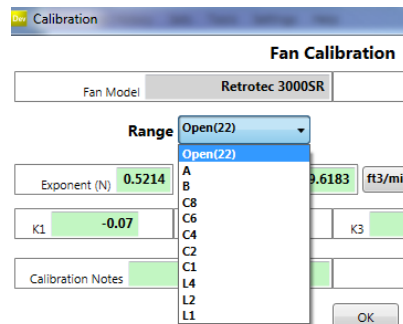 Dev Calibration
Fan Calibration
Fan Model Retrotec 3000SR
Range Open(22)
Open(22)
A
B
C8
C6
C4
C2
C1
L4
L2
L1
Exponent (N) 0.5214 9.6183 ft3/mi
K1 -0.07 K3
Calibration Notes
OK